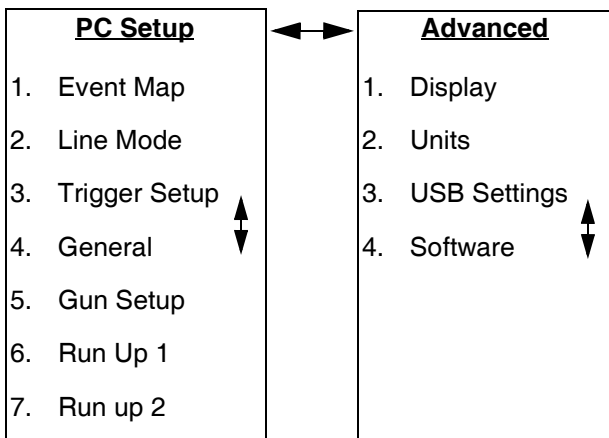 PC Setup
1. Event Map
2. Line Mode
3. Trigger Setup
4. General
5. Gun Setup
6. Run Up 1
7. Run up 2
Advanced
1. Display
2. Units
3. USB Settings
4. Software